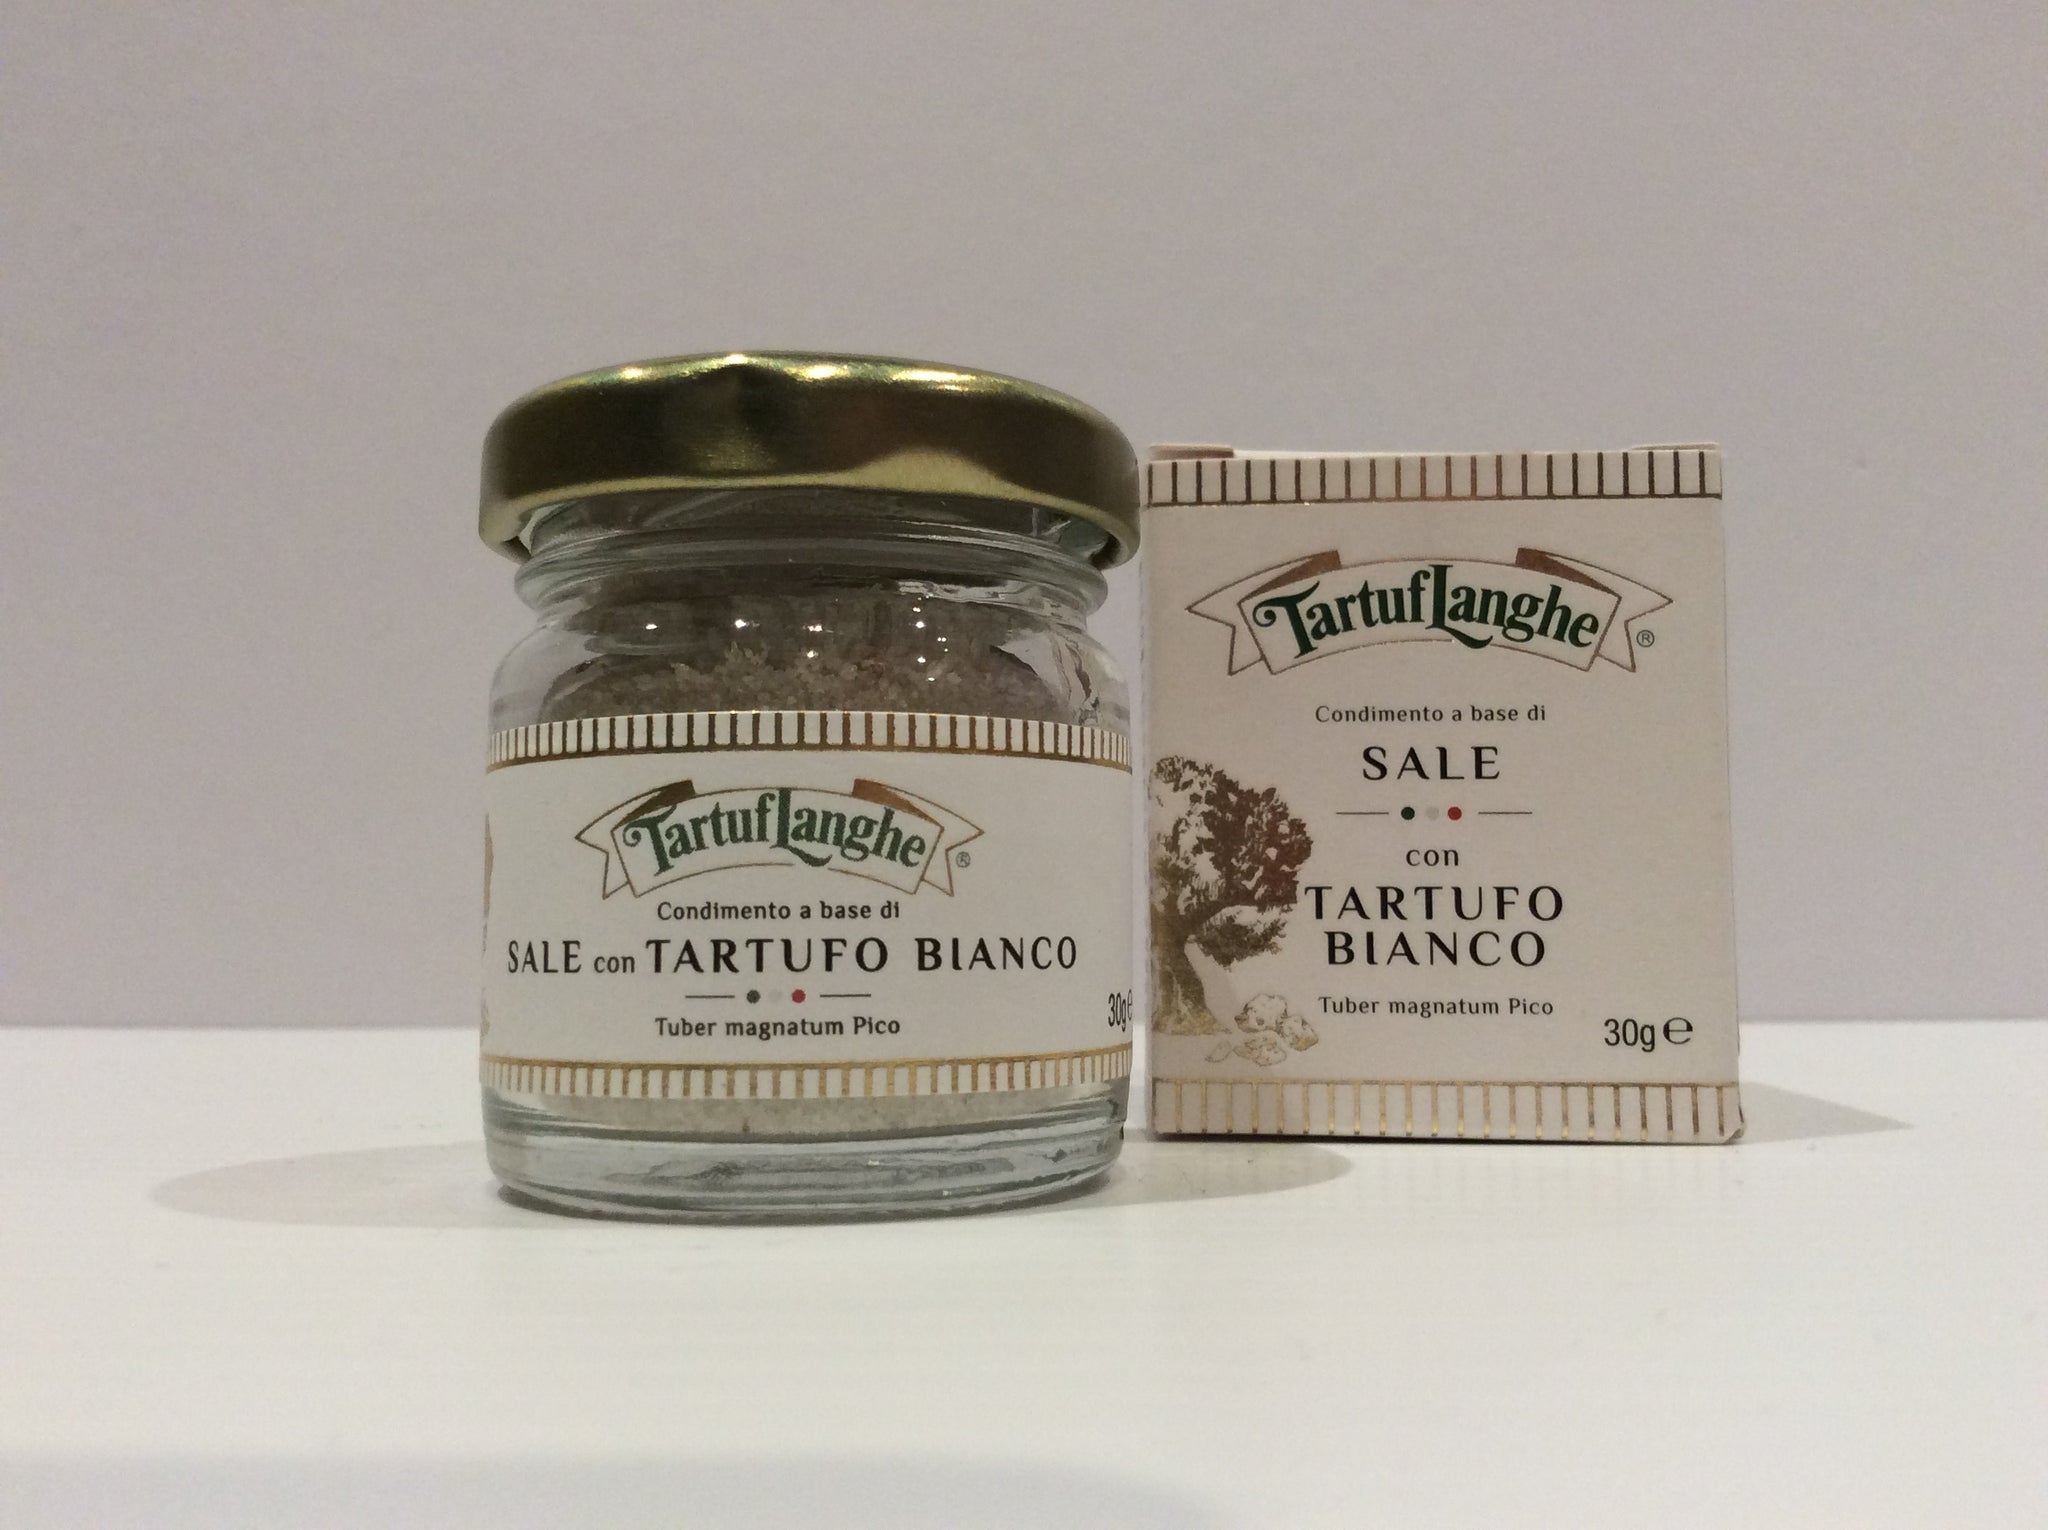 TartufLanghe ®
Condimento a base di
SALE con TARTUFO BIANCO
Tuber magnatum Pico
30g e
TartufLanghe ®
Condimento a base di
SALE
con
TARTUFO
BIANCO
Tuber magnatum Pico
30g e